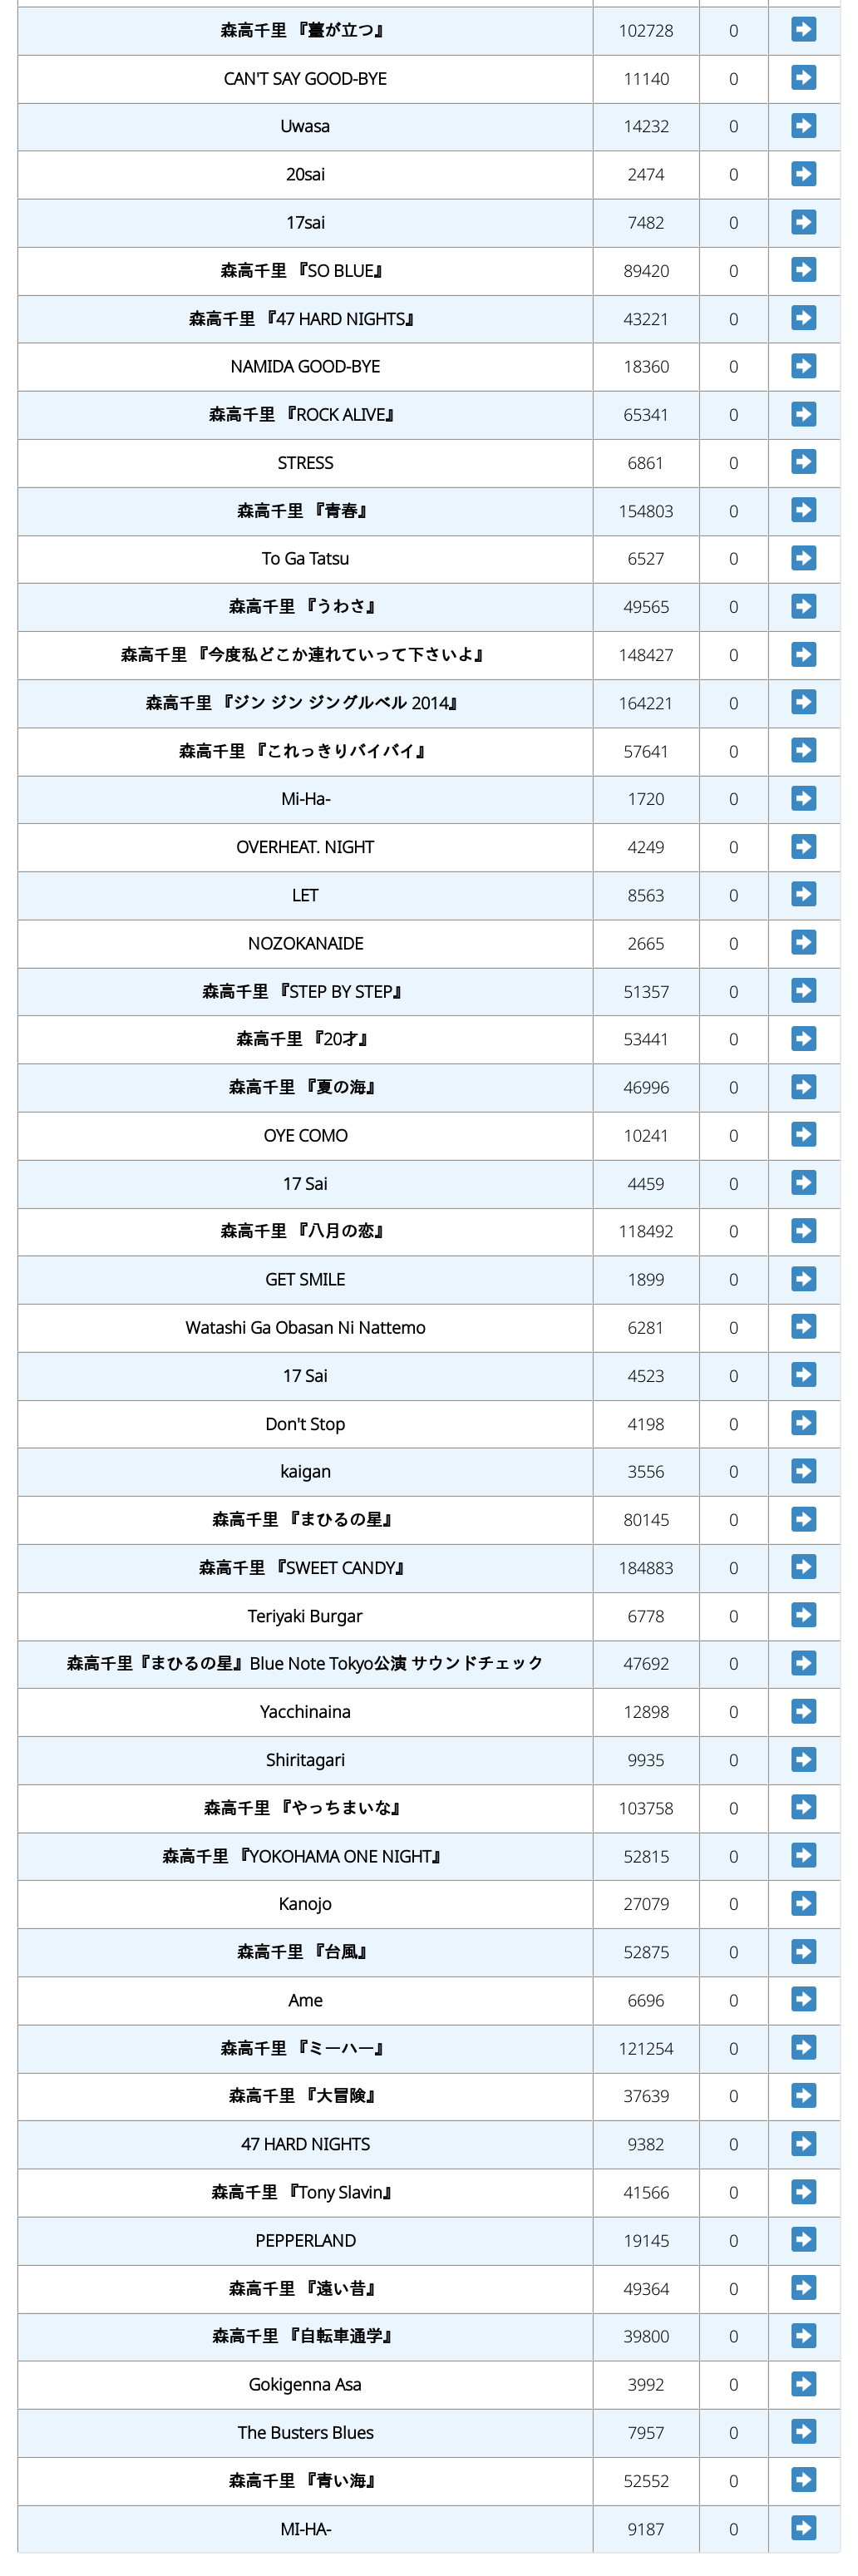 森高千里 『薹が立つ』 102728 0
CAN'T SAY GOOD-BYE 11140 0
Uwasa 14232 0
20sai 2474 0
17sai 7482 0
森高千里 『SO BLUE』 89420 0
森高千里 『47 HARD NIGHTS』 43221 0
NAMIDA GOOD-BYE 18360 0
森高千里 『ROCK ALIVE』 65341 0
STRESS 6861 0
森高千里 『青春』 154803 0
To Ga Tatsu 6527 0
森高千里 『うわさ』 49565 0
森高千里 『今度私どこか連れていって下さいよ』 148427 0
森高千里 『ジン ジン ジングルベル 2014』 164221 0
森高千里 『これっきりバイバイ』 57641 0
Mi-Ha- 1720 0
OVERHEAT. NIGHT 4249 0
LET 8563 0
NOZOKANAIDE 2665 0
森高千里 『STEP BY STEP』 51357 0
森高千里 『20才』 53441 0
森高千里 『夏の海』 46996 0
OYE COMO 10241 0
17 Sai 4459 0
森高千里 『八月の恋』 118492 0
GET SMILE 1899 0
Watashi Ga Obasan Ni Nattemo 6281 0
17 Sai 4523 0
Don't Stop 4198 0
kaigan 3556 0
森高千里 『まひるの星』 80145 0
森高千里 『SWEET CANDY』 184883 0
Teriyaki Burgar 6778 0
森高千里『まひるの星』Blue Note Tokyo公演 サウンドチェック 47692 0
Yacchinaina 12898 0
Shiritagari 9935 0
森高千里 『やっちまいな』 103758 0
森高千里 『YOKOHAMA ONE NIGHT』 52815 0
Kanojo 27079 0
森高千里 『台風』 52875 0
Ame 6696 0
森高千里 『ミーハー』 121254 0
森高千里 『大冒険』 37639 0
47 HARD NIGHTS 9382 0
森高千里 『Tony Slavin』 41566 0
PEPPERLAND 19145 0
森高千里 『遠い昔』 49364 0
森高千里 『自転車通学』 39800 0
Gokigenna Asa 3992 0
The Busters Blues 7957 0
森高千里 『青い海』 52552 0
MI-HA- 9187 0